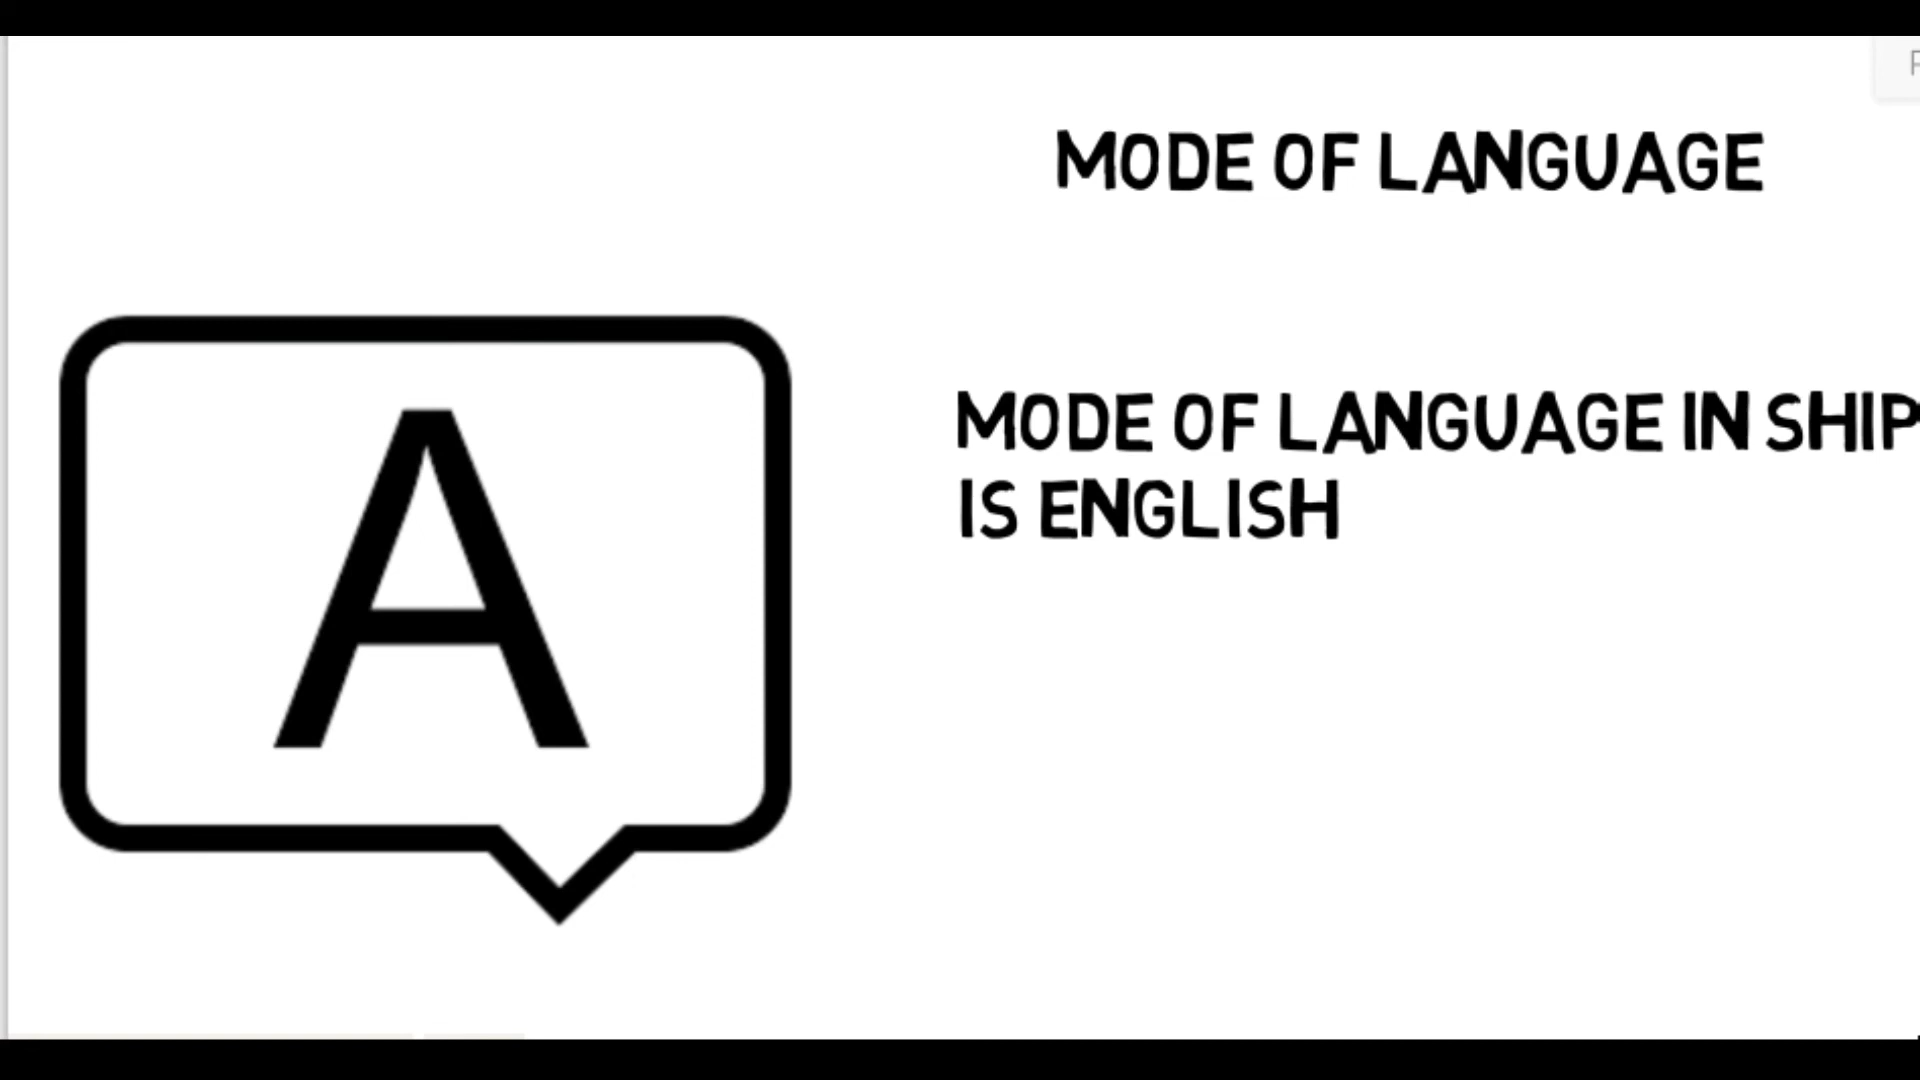 MODE OF LANGUAGE
MODE OF LANGUAGE IN SHIP
IS ENGLISH
A